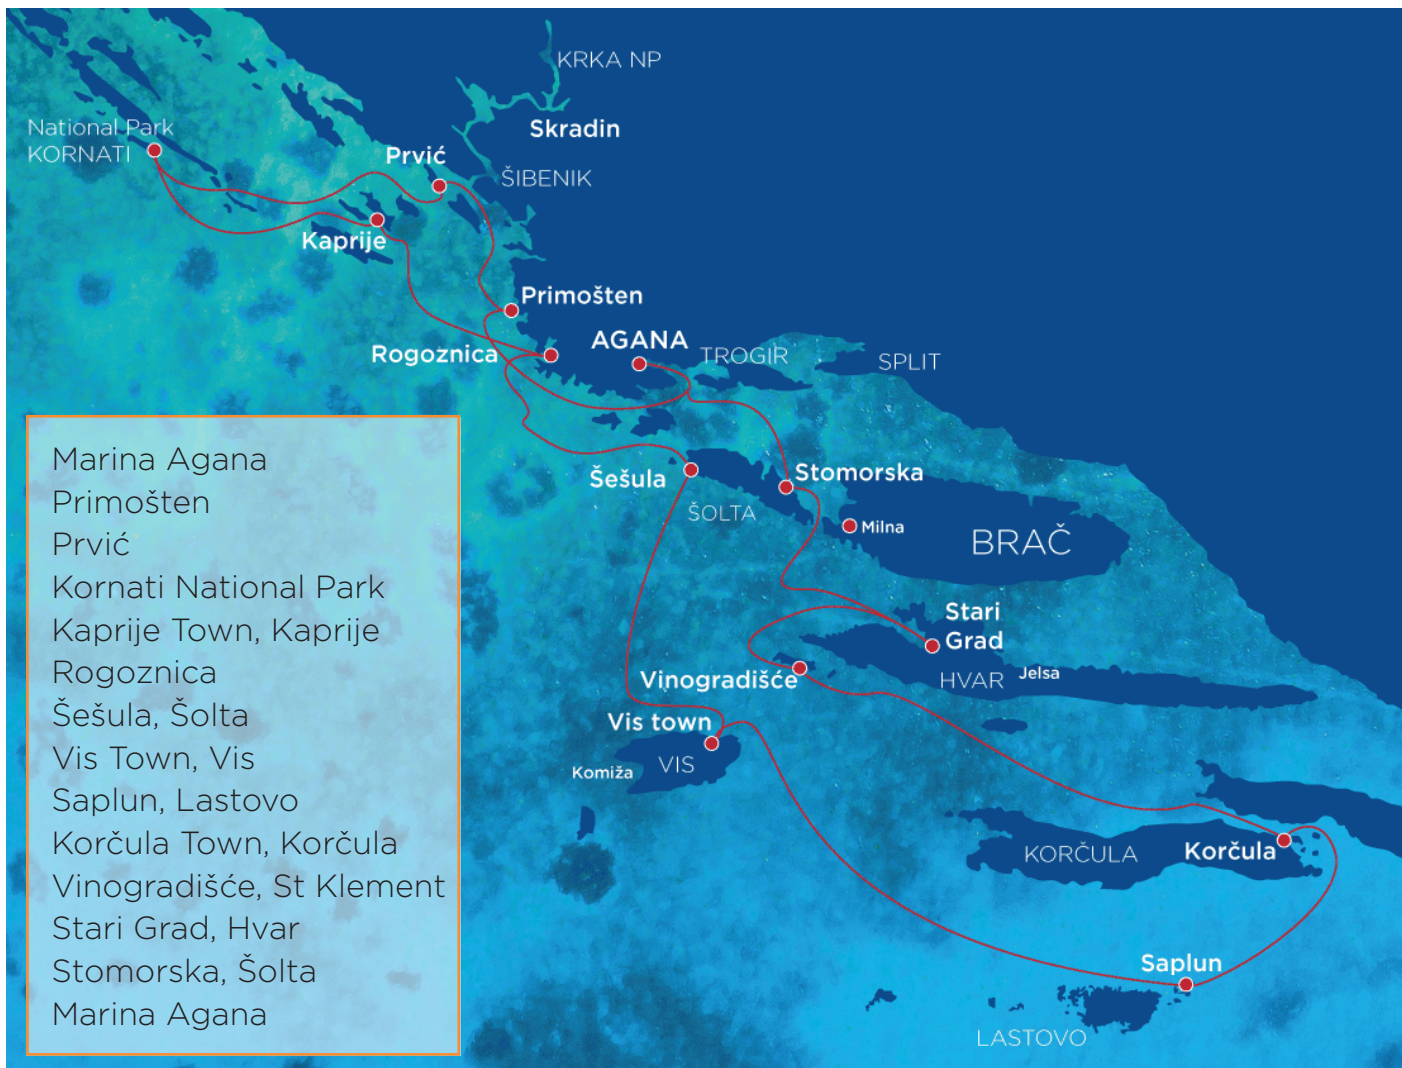 KRKA NP
Skradin
National Park
KORNATI
Prvić
ŠIBENIK
Kaprije
Primošten
AGANA
Rogoznica
TROGIR
SPLIT
Šešula
Stomorska
ŠOLTA
Milna
BRAČ
Stari
Grad
Vinogradišće
HVAR
Jelsa
Vis town
VIS
Komiža
KORČULA
Korčula
Saplun
LASTOVO
Marina Agana
Primošten
Prvić
Kornati National Park
Kaprije Town, Kaprije
Rogoznica
Šešula, Šolta
Vis Town, Vis
Saplun, Lastovo
Korčula Town, Korčula
Vinogradišće, St Klement
Stari Grad, Hvar
Stomorska, Šolta
Marina Agana